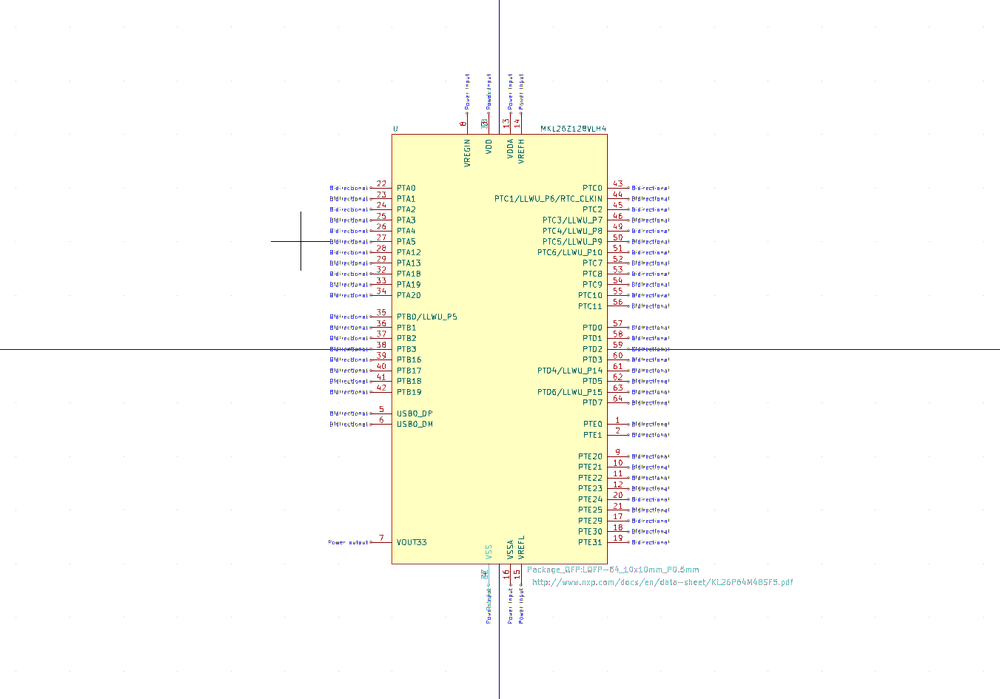 Power input Power input Power input Power input
8 13 14
U MKL26Z128VLH4
VREGIN VDD VDDA VREFH
Bidirectional 22 PTA0 PTC0 43 Bidirectional
Bidirectional 23 PTA1 PTC1/LLWU_P6/RTC_CLKIN 44 Bidirectional
Bidirectional 24 PTA2 PTC2 45 Bidirectional
Bidirectional 25 PTA3 PTC3/LLWU_P7 46 Bidirectional
Bidirectional 26 PTA4 PTC4/LLWU_P8 49 Bidirectional
Bidirectional 27 PTA5 PTC5/LLWU_P9 50 Bidirectional
Bidirectional 28 PTA12 PTC6/LLWU_P10 51 Bidirectional
Bidirectional 29 PTA13 PTC7 52 Bidirectional
Bidirectional 32 PTA18 PTC8 53 Bidirectional
Bidirectional 33 PTA19 PTC9 54 Bidirectional
Bidirectional 34 PTA20 PTC10 55 Bidirectional
PTC11 56 Bidirectional
Bidirectional 35 PTB0/LLWU_P5
Bidirectional 36 PTB1 PTD0 57 Bidirectional
Bidirectional 37 PTB2 PTD1 58 Bidirectional
Bidirectional 38 PTB3 PTD2 59 Bidirectional
Bidirectional 39 PTB16 PTD3 60 Bidirectional
Bidirectional 40 PTB17 PTD4/LLWU_P14 61 Bidirectional
Bidirectional 41 PTB18 PTD5 62 Bidirectional
Bidirectional 42 PTB19 PTD6/LLWU_P15 63 Bidirectional
PTD7 64 Bidirectional
Bidirectional 5 USB0_DP
Bidirectional 6 USB0_DM PTE0 1 Bidirectional
PTE1 2 Bidirectional
PTE20 9 Bidirectional
PTE21 10 Bidirectional
PTE22 11 Bidirectional
PTE23 12 Bidirectional
PTE24 20 Bidirectional
PTE25 21 Bidirectional
PTE29 17 Bidirectional
PTE30 18 Bidirectional
Power output 7 VOUT33 PTE31 19 Bidirectional
VSS VSSA VREFL
16 15
Package_QFP:LQFP-64_10x10mm_P0.5mm
http://www.nxp.com/docs/en/data-sheet/KL26P64M48SF5.pdf
Power input Power input